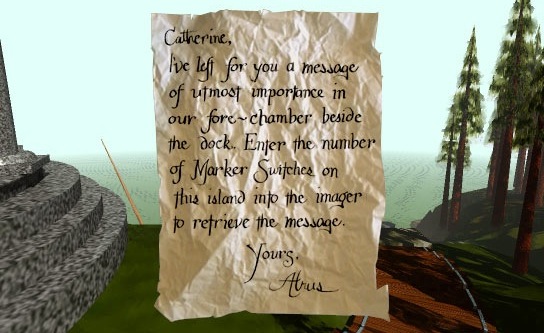 Catherine,
I've left for you a message
of utmost importance in
our fore-chamber beside
the dock. Enter the number
of Marker Switches on
this island into the imager
to retrieve the message.
Yours,
Atrus